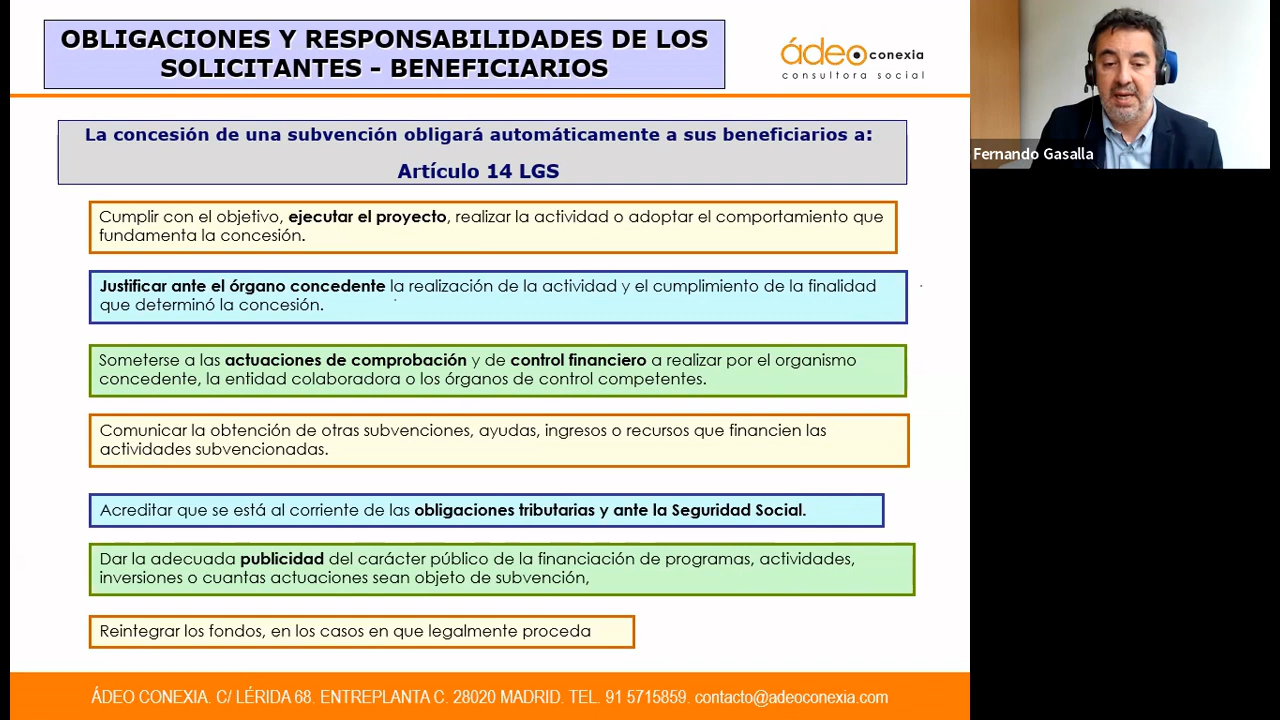 OBLIGACIONES Y RESPONSABILIDADES DE LOS
SOLICITANTES - BENEFICIARIOS
ádeo conexia
consultora social
La concesión de una subvención obligará automáticamente a sus beneficiarios a:
Artículo 14 LGS
Cumplir con el objetivo, ejecutar el proyecto, realizar la actividad o adoptar el comportamiento que
fundamenta la concesión.
Justificar ante el órgano concedente la realización de la actividad y el cumplimiento de la finalidad
que determinó la concesión.
Someterse a las actuaciones de comprobación y de control financiero a realizar por el organismo
concedente, la entidad colaboradora o los órganos de control competentes.
Comunicar la obtención de otras subvenciones, ayudas, ingresos o recursos que financien las
actividades subvencionadas.
Acreditar que se está al corriente de las obligaciones tributarias y ante la Seguridad Social.
Dar la adecuada publicidad del carácter público de la financiación de programas, actividades,
inversiones o cuantas actuaciones sean objeto de subvención,
Reintegrar los fondos, en los casos en que legalmente proceda
ÁDEO CONEXIA. C/ LÉRIDA 68. ENTREPLANTA C. 28020 MADRID. TEL. 91 5715859. contacto@adeoconexia.com
Fernando Gasalla